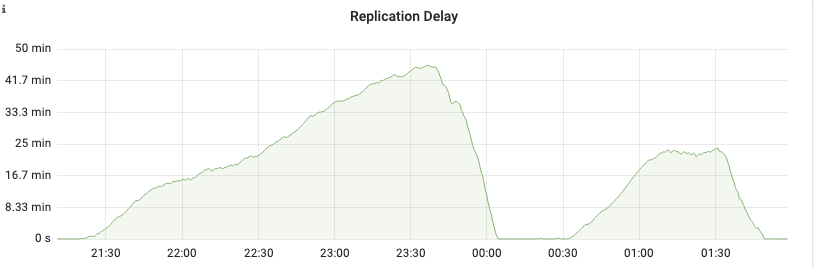 i
Replication Delay
50 min
41.7 min
33.3 min
25 min
16.7 min
8.33 min
0 s
21:30 22:00 22:30 23:00 23:30 00:00 00:30 01:00 01:30